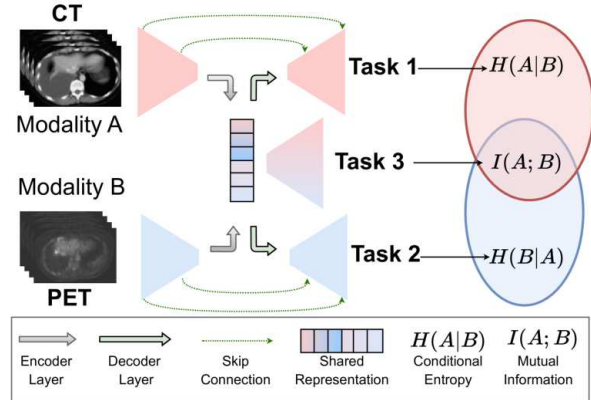 CT
Modality A
Modality B
PET
Task 1
Task 3
Task 2
H(A|B)
I(A; B)
H(B|A)
Encoder
Layer
Decoder
Layer
Skip
Connection
Shared
Representation
H(A|B)
Conditional
Entropy
I(A; B)
Mutual
Information